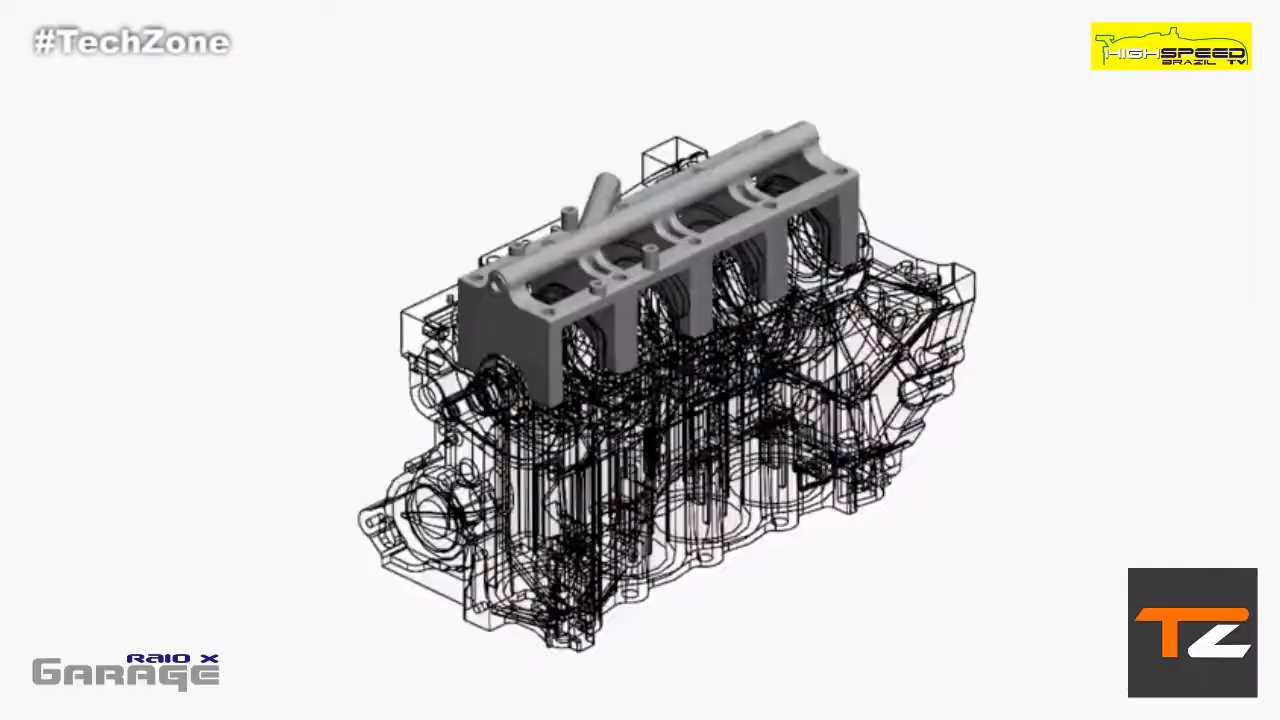 #TechZone
HIGHSPEED
BRAZIL TV
RAIO X
GARAGE
TZ